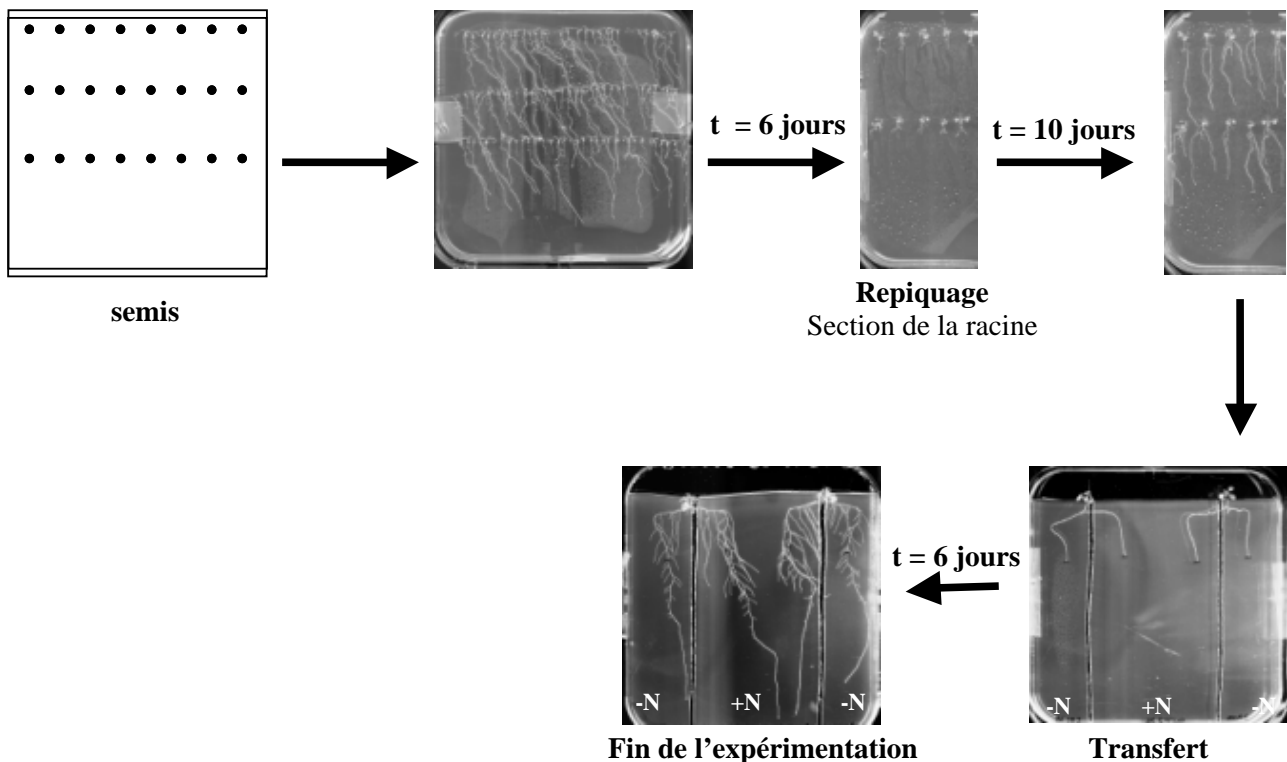 semis
t = 6 jours
Repiquage
Section de la racine
t = 10 jours
-N +N -N
Transfert
t = 6 jours
-N +N -N
Fin de l'expérimentation